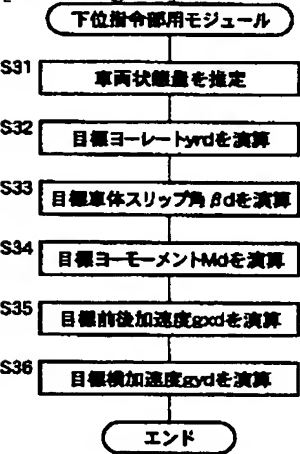 下位指令部用モジュール
S31
車両状態量を推定
S32
目標ヨーレートyrdを演算
S33
目標車体スリップ角βdを演算
S34
目標ヨーモーメントMdを演算
S35
目標前後加速度gxdを演算
S36
目標横加速度gydを演算
エンド